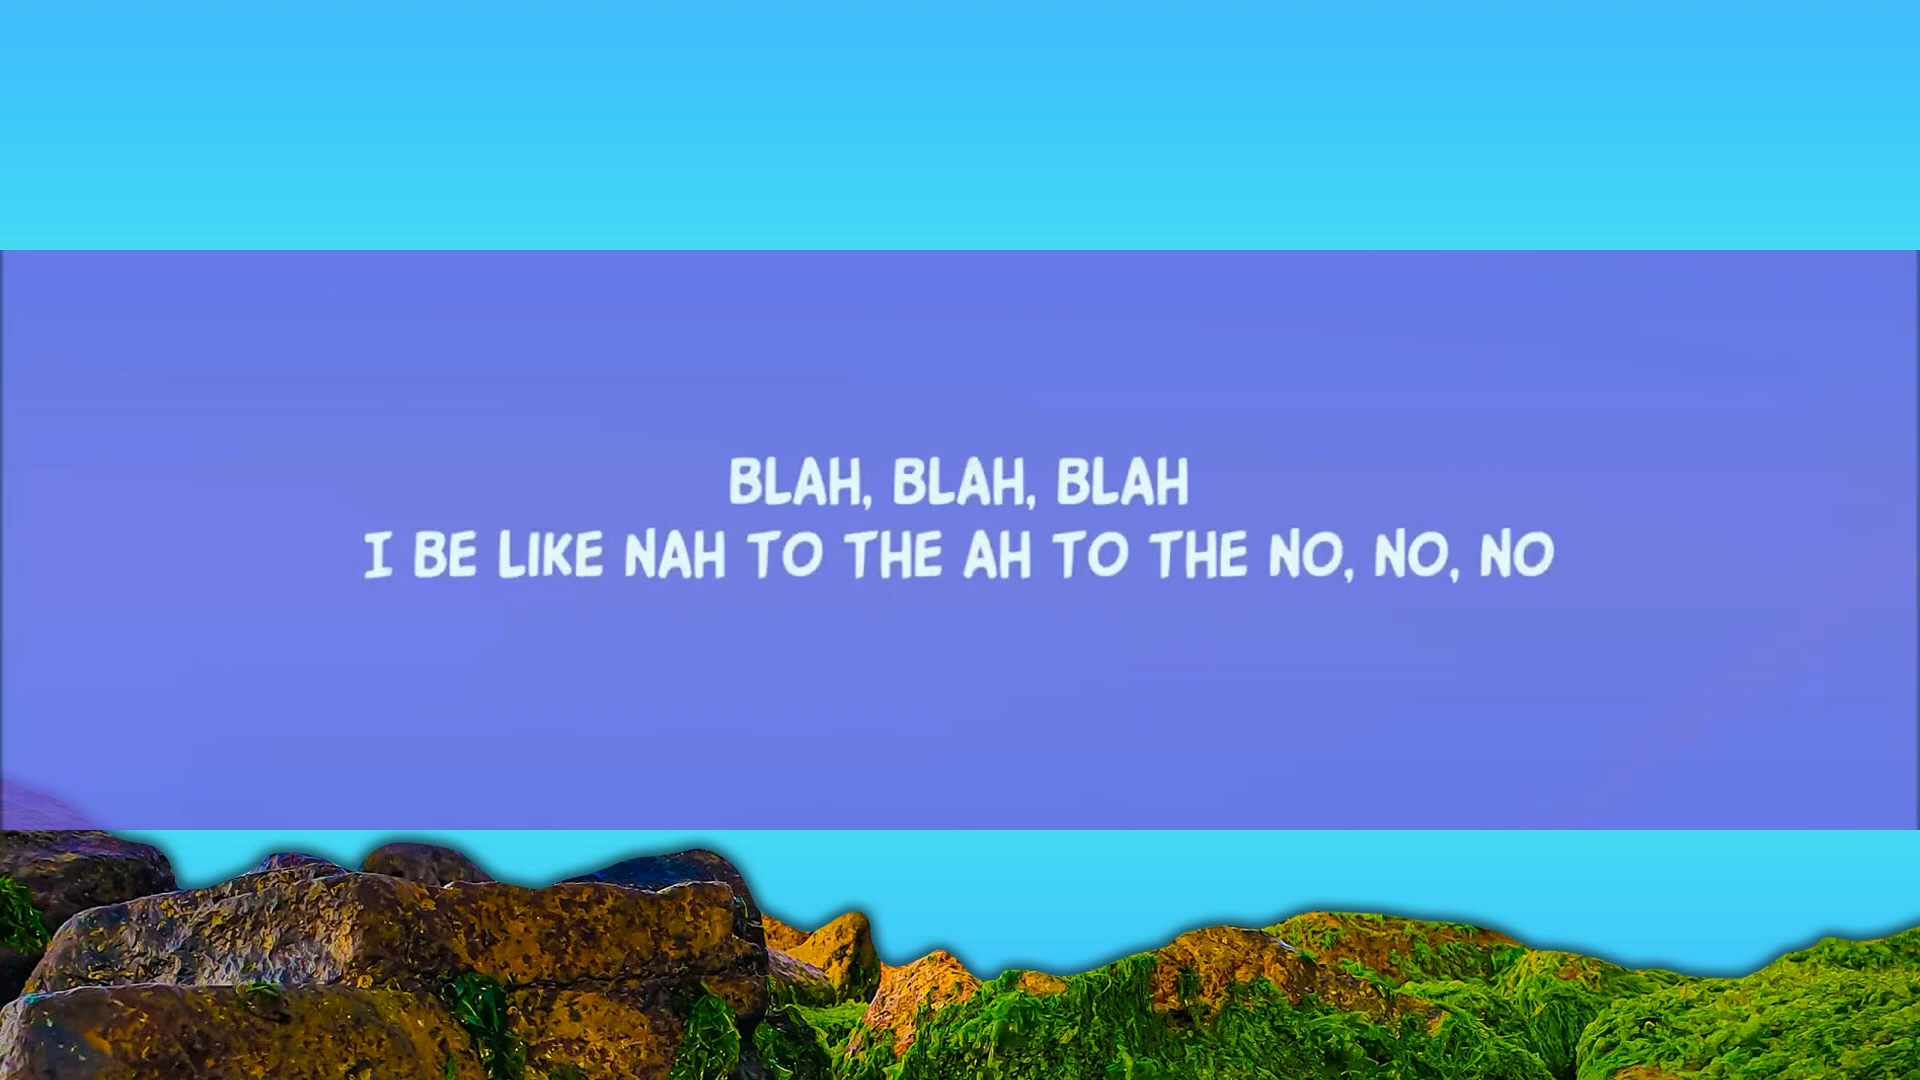 BLAH, BLAH, BLAH
I BE LIKE NAH TO THE AH TO THE NO, NO, NO